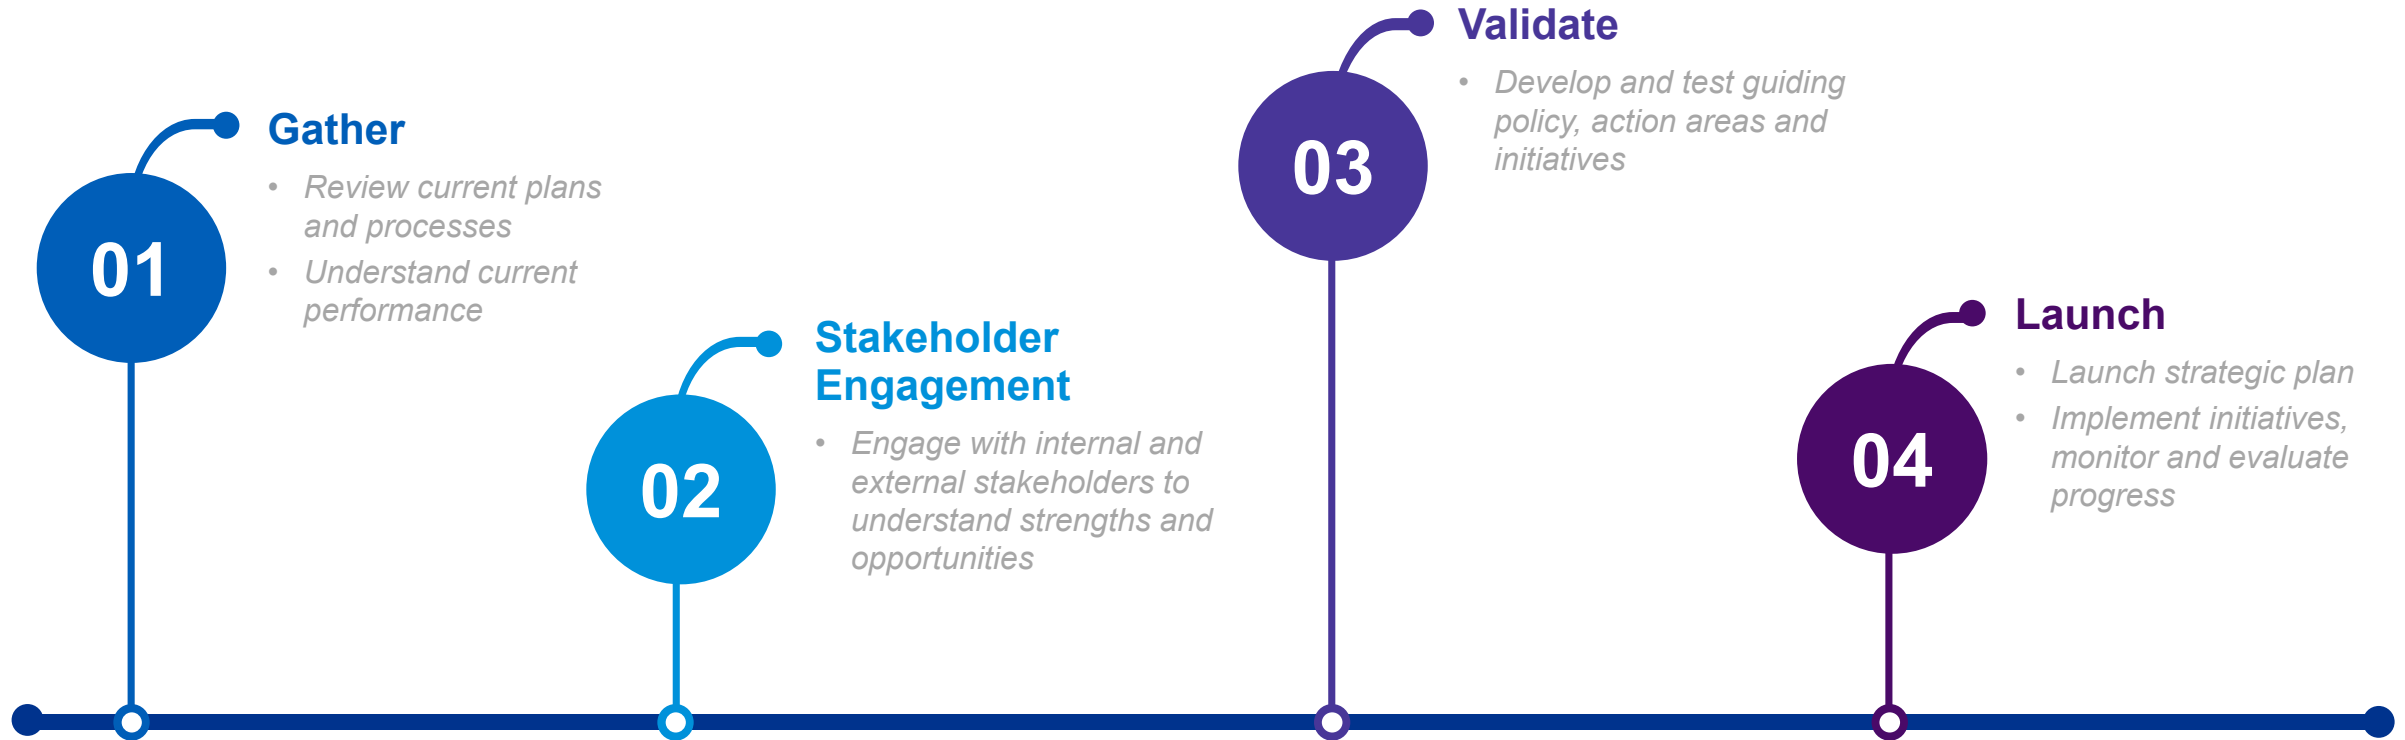 01
Gather
• Review current plans
and processes
• Understand current
performance
02
Stakeholder
Engagement
• Engage with internal and
external stakeholders to
understand strengths and
opportunities
03
Validate
• Develop and test guiding
policy, action areas and
initiatives
04
Launch
• Launch strategic plan
• Implement initiatives,
monitor and evaluate
progress